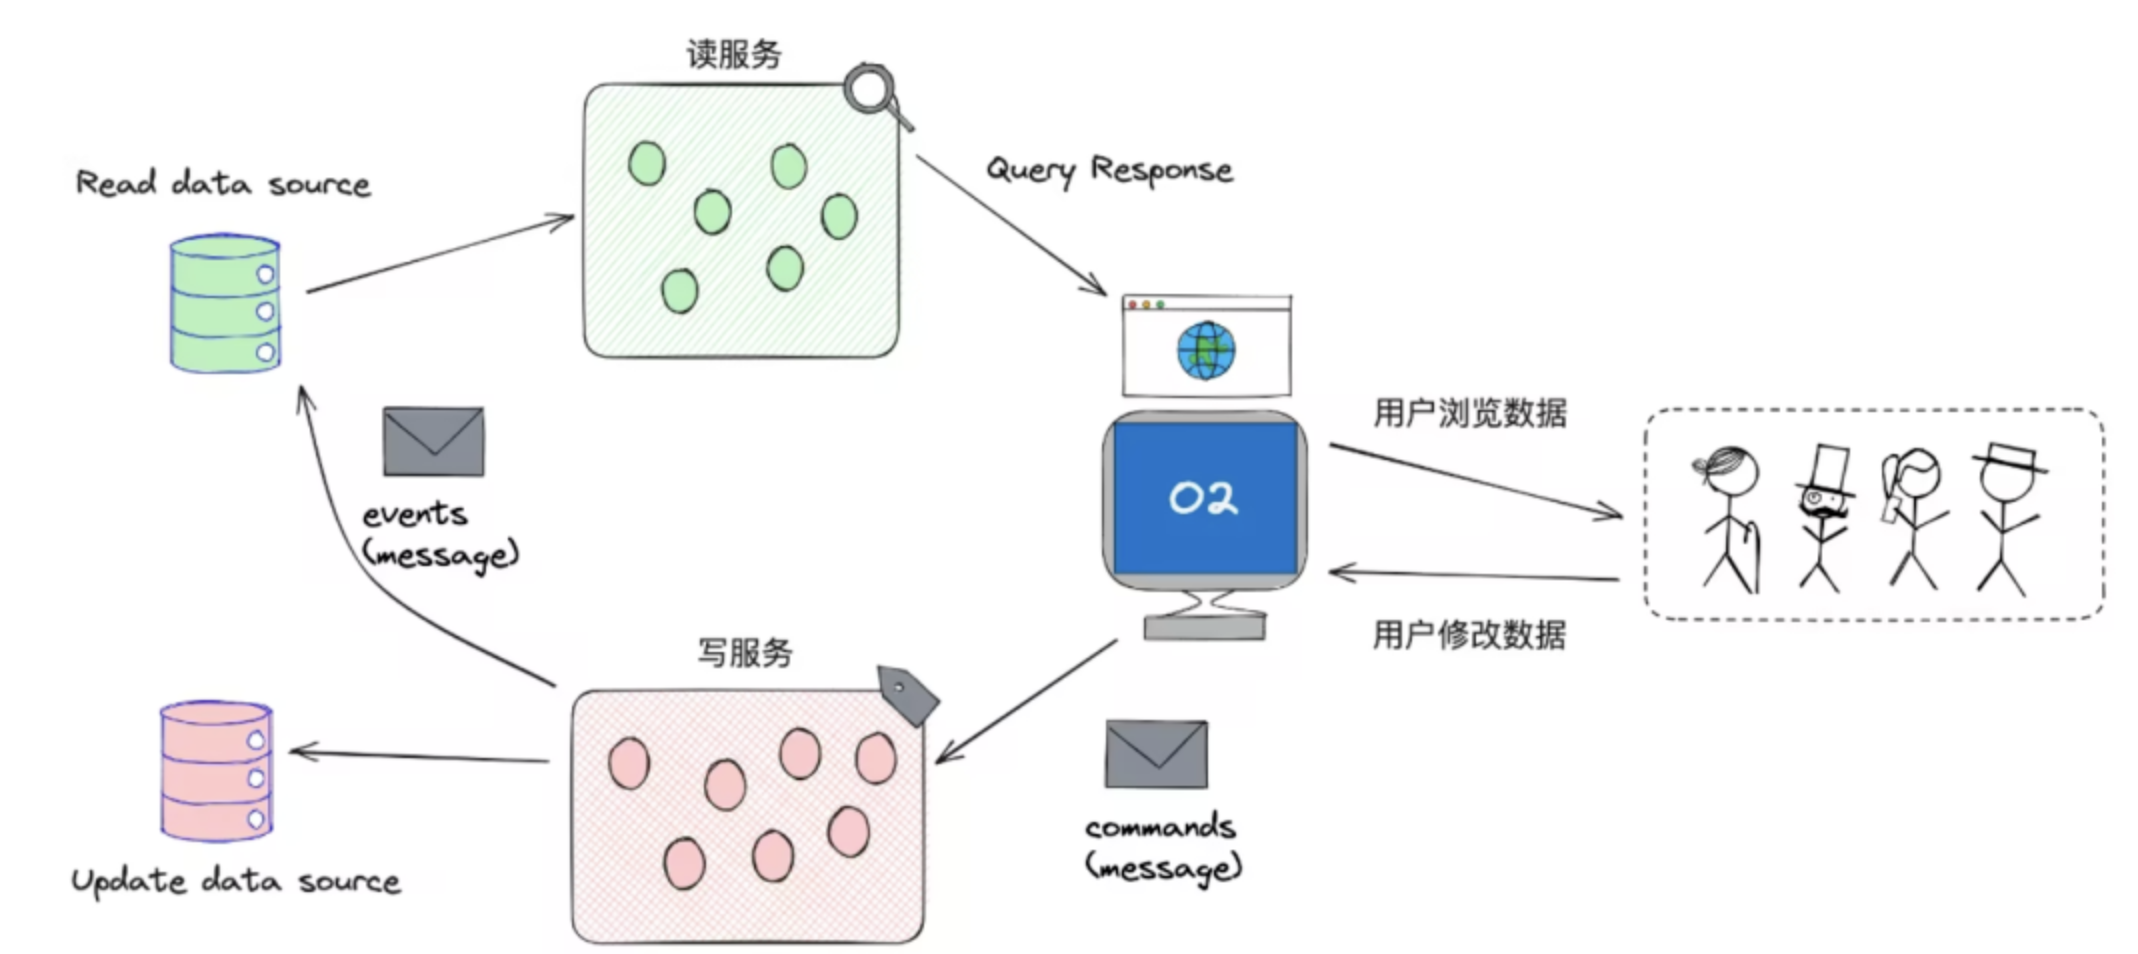 读服务
Read data source
Query Response
用户浏览数据
02
events
(message)
用户修改数据
写服务
commands
(message)
Update data source